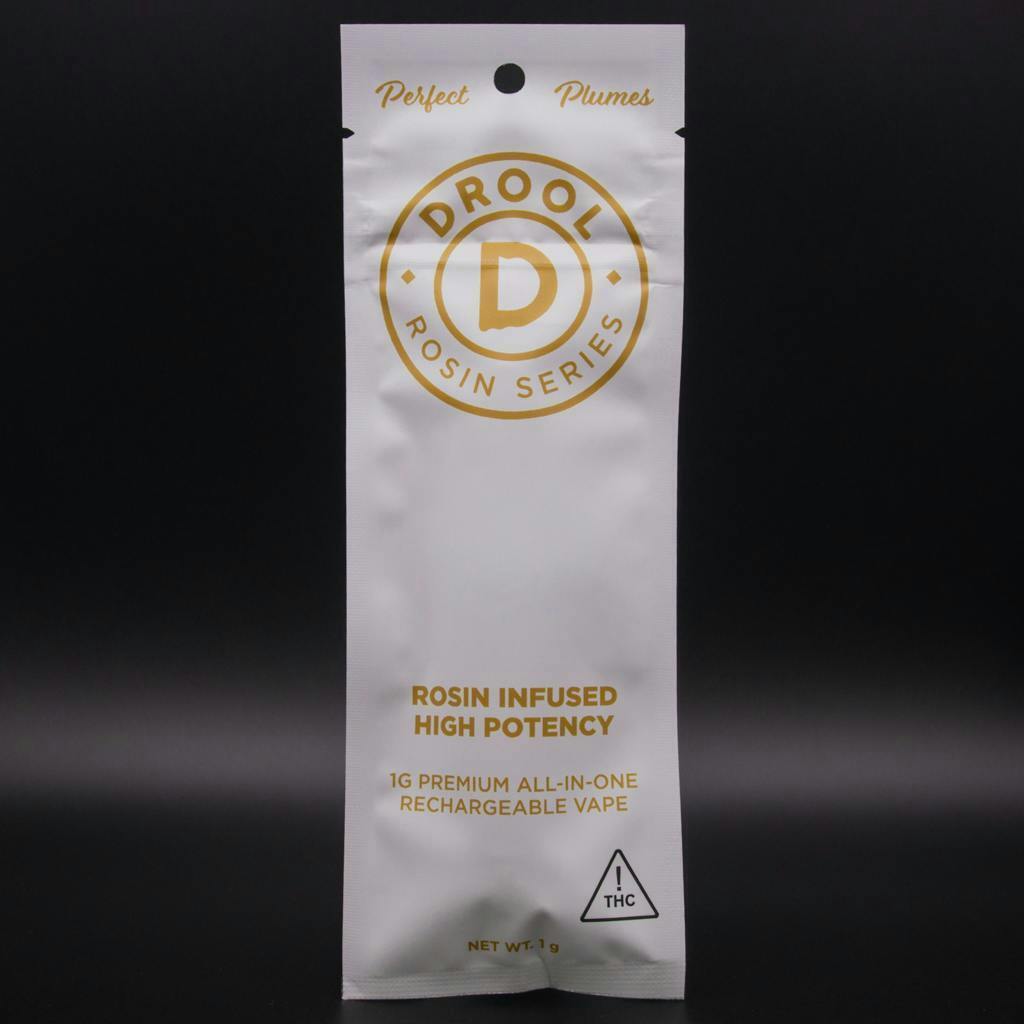 Perfect Plumes
DROOL
D
ROSIN SERIES
ROSIN INFUSED
HIGH POTENCY
1G PREMIUM ALL-IN-ONE
RECHARGEABLE VAPE
!
THC
NET WT. 1 g